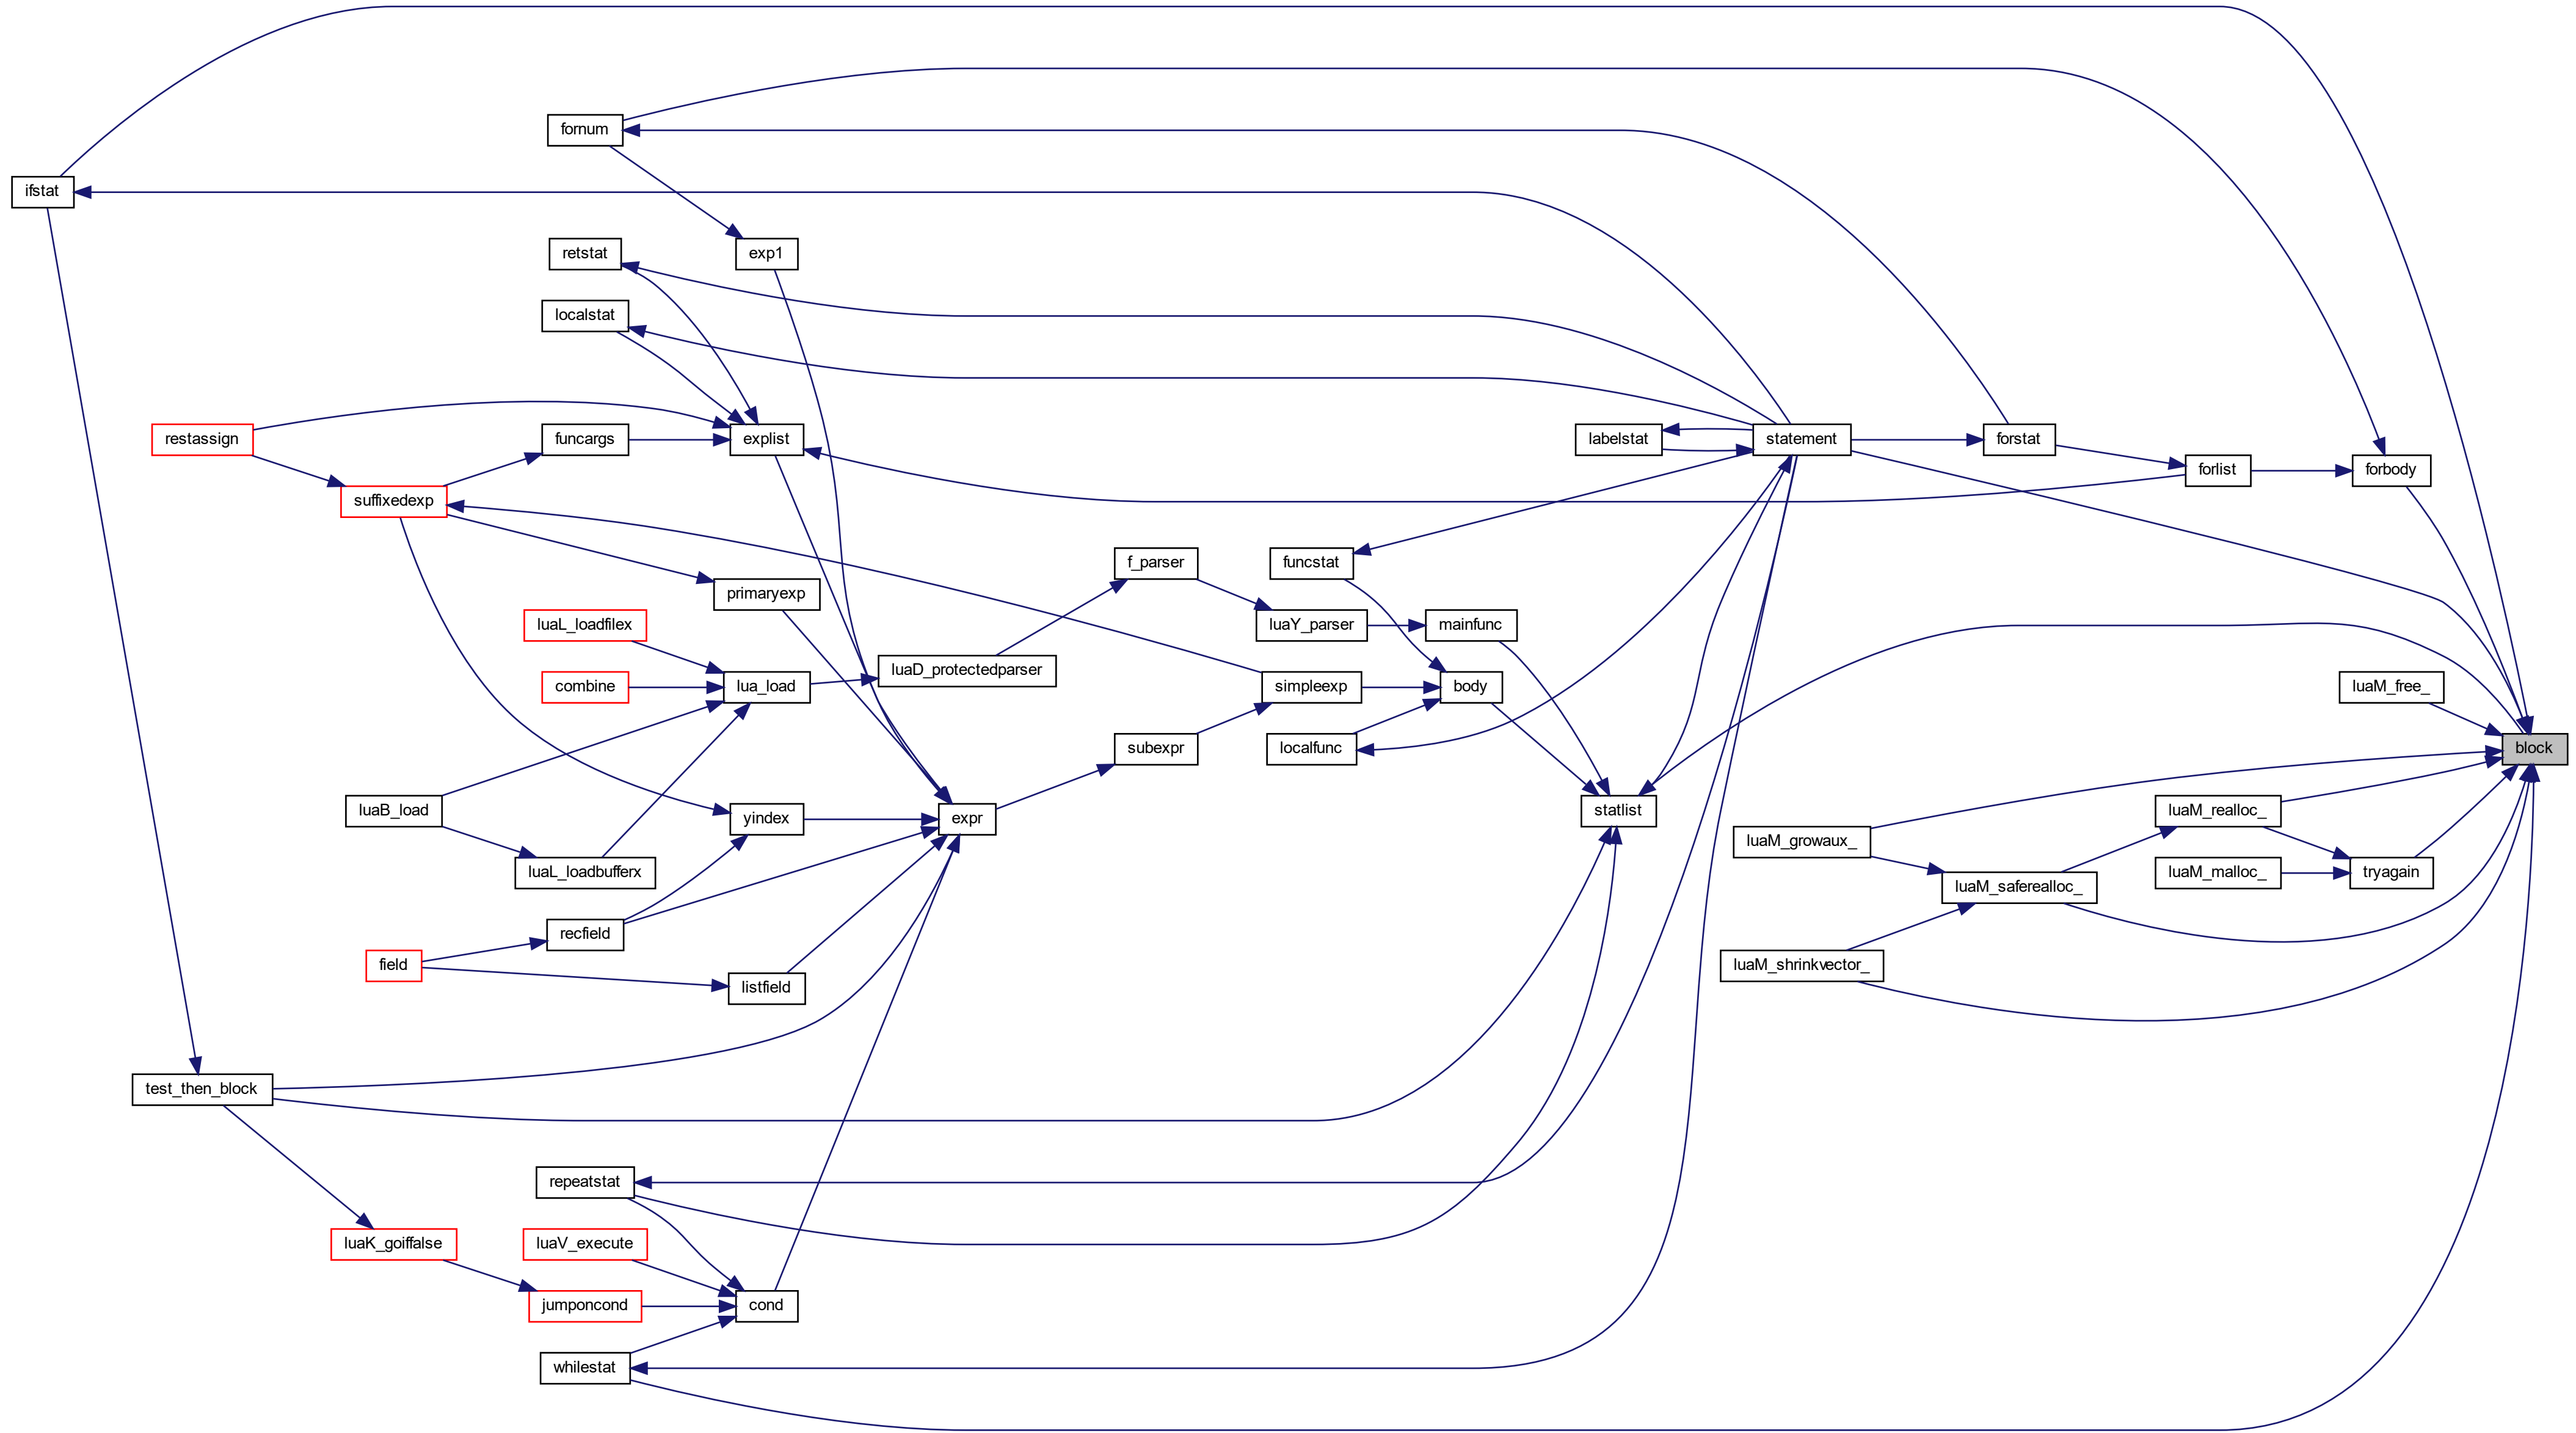 fornum
ifstat
retstat
exp1
localstat
restassign
funcargs
explist
labelstat
statement
forstat
forlist
forbody
suffixedexp
f_parser
funcstat
primaryexp
luaL_loadfilex
luaY_parser
mainfunc
luaD_protectedparser
combine
lua_load
simpleexp
body
luaM_free_
subexpr
localfunc
block
luaB_load
yindex
expr
statlist
luaM_realloc_
luaM_growaux_
luaL_loadbufferx
luaM_malloc_
tryagain
luaM_saferealloc_
recfield
field
listfield
luaM_shrinkvector_
test_then_block
repeatstat
luaK_goiffalse
luaV_execute
jumponcond
cond
whilestat